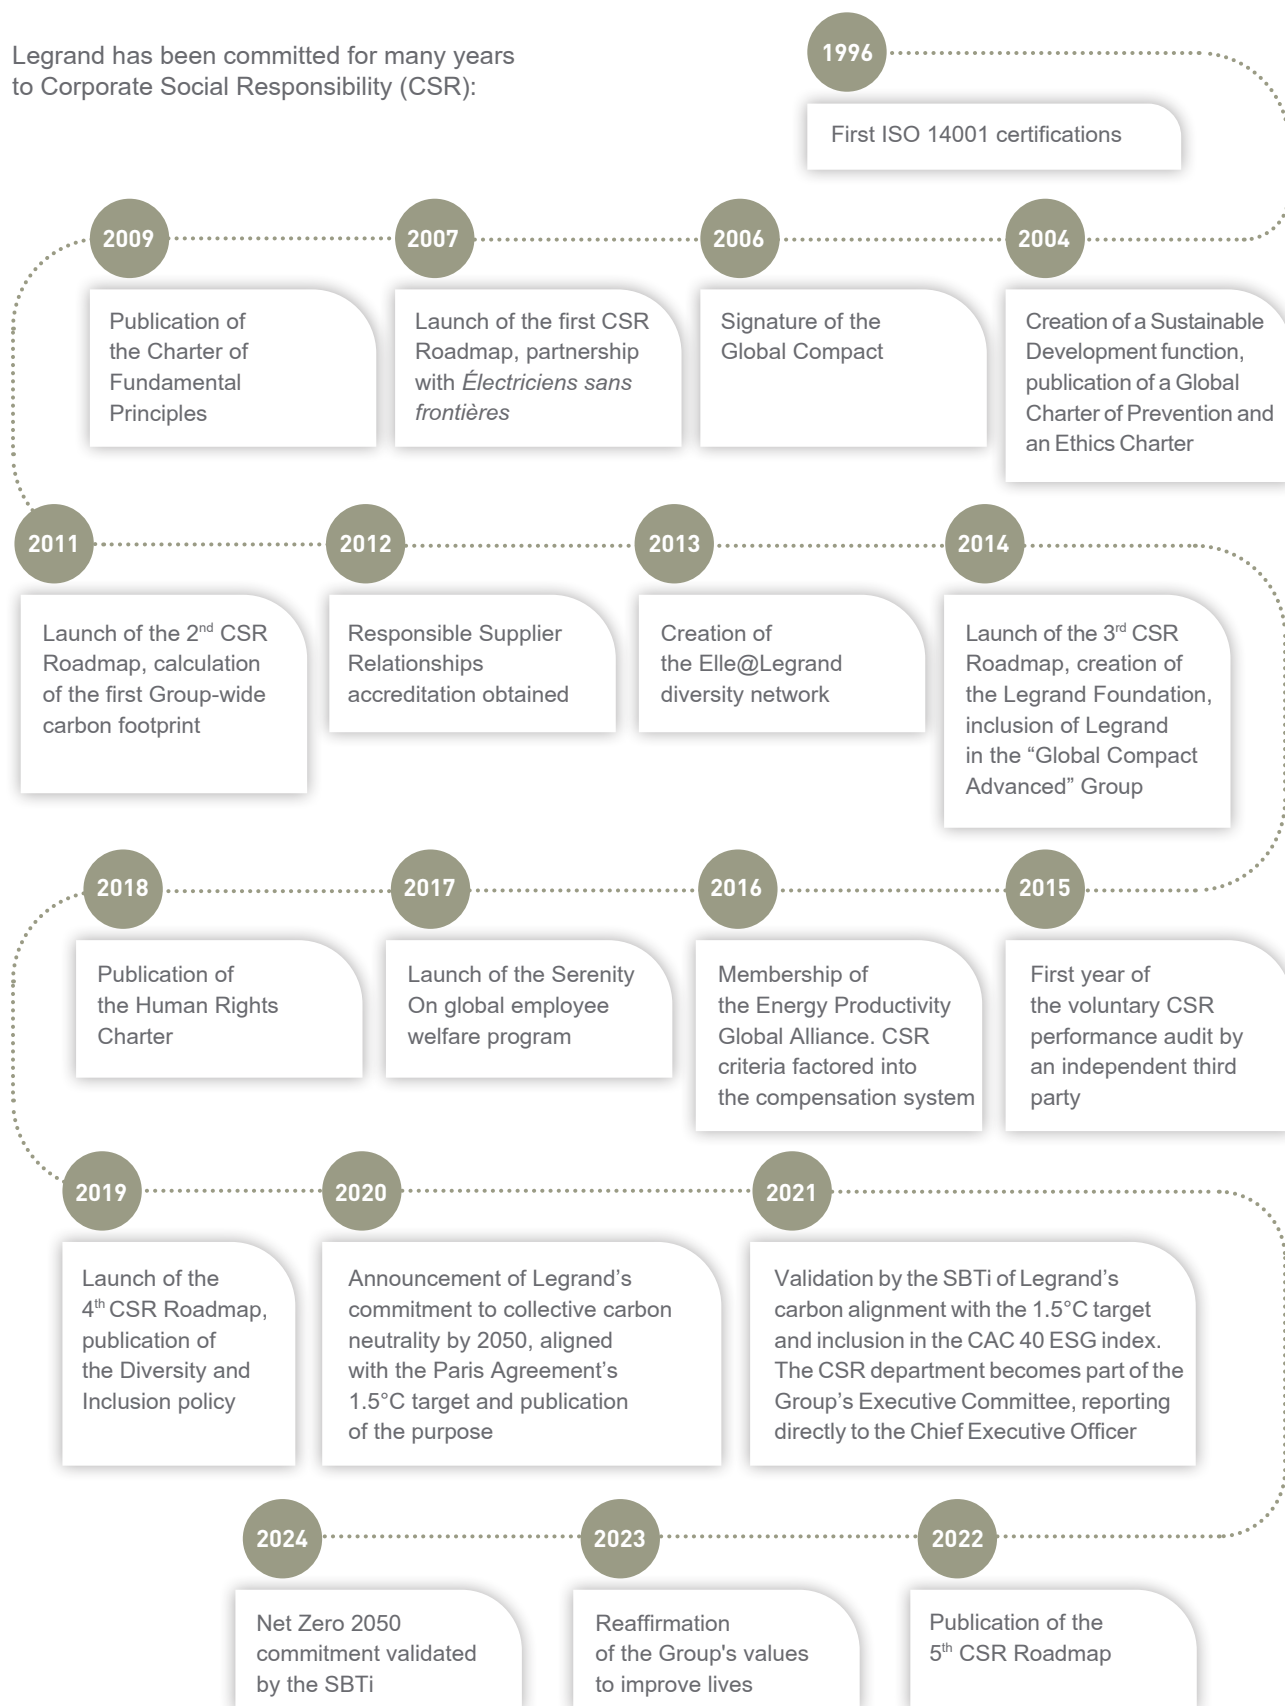 Legrand has been committed for many years
to Corporate Social Responsibility (CSR):
1996
First ISO 14001 certifications
2004
Creation of a Sustainable
Development function,
publication of a Global
Charter of Prevention and
an Ethics Charter
2006
Signature of the
Global Compact
2007
Launch of the first CSR
Roadmap, partnership
with Électriciens sans
frontières
2009
Publication of
the Charter of
Fundamental
Principles
2011
Launch of the 2nd CSR
Roadmap, calculation
of the first Group-wide
carbon footprint
2012
Responsible Supplier
Relationships
accreditation obtained
2013
Creation of
the Elle@Legrand
diversity network
2014
Launch of the 3rd CSR
Roadmap, creation of
the Legrand Foundation,
inclusion of Legrand
in the “Global Compact
Advanced” Group
2015
First year of
the voluntary CSR
performance audit by
an independent third
party
2016
Membership of
the Energy Productivity
Global Alliance. CSR
criteria factored into
the compensation system
2017
Launch of the Serenity
On global employee
welfare program
2018
Publication of
the Human Rights
Charter
2019
Launch of the
4th CSR Roadmap,
publication of
the Diversity and
Inclusion policy
2020
Announcement of Legrand’s
commitment to collective carbon
neutrality by 2050, aligned
with the Paris Agreement’s
1.5°C target and publication
of the purpose
2021
Validation by the SBTi of Legrand’s
carbon alignment with the 1.5°C target
and inclusion in the CAC 40 ESG index.
The CSR department becomes part of the
Group’s Executive Committee, reporting
directly to the Chief Executive Officer
2022
Publication of the
5th CSR Roadmap
2023
Reaffirmation
of the Group's values
to improve lives
2024
Net Zero 2050
commitment validated
by the SBTi